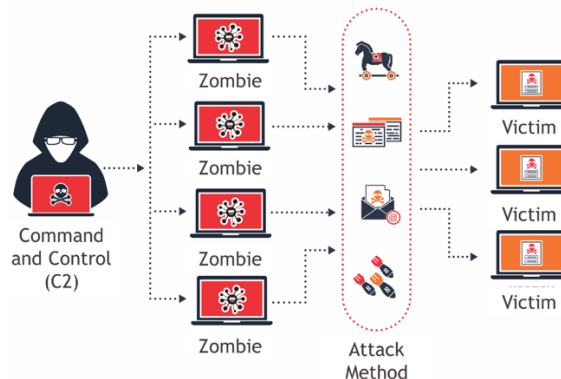 Zombie
Zombie
Zombie
Zombie
Command
and Control
(C2)
@
Attack
Method
Victim
Victim
Victim